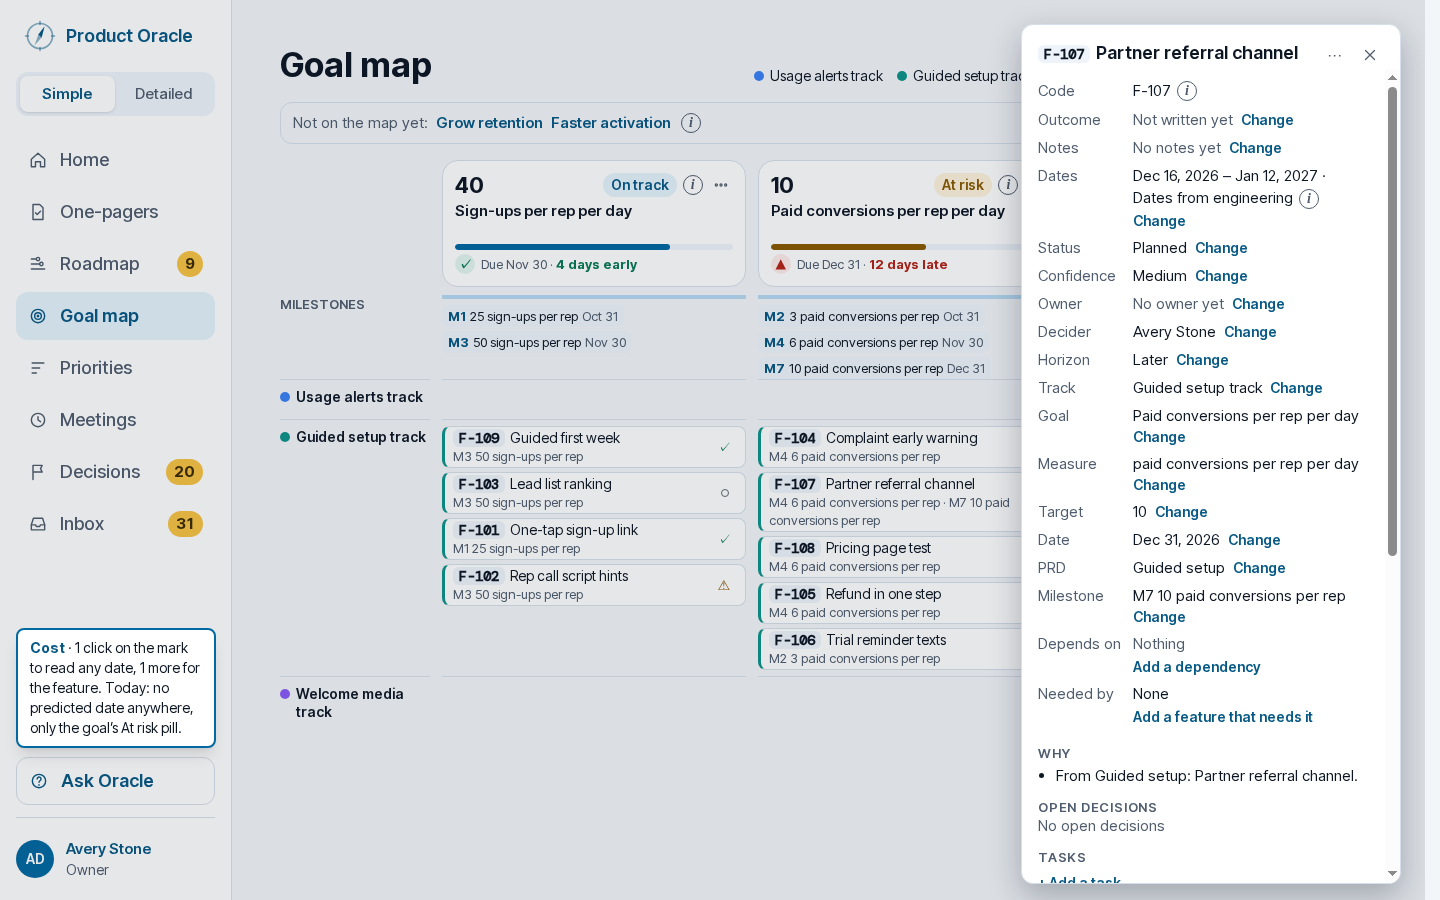 Product Oracle
Simple
Detailed
Home
One-pagers
Roadmap 9
Goal map
Priorities
Meetings
Decisions 20
Inbox 31
Cost · 1 click on the mark
to read any date, 1 more for
the feature. Today: no
predicted date anywhere,
only the goal's At risk pill.
Ask Oracle
AD
Avery Stone
Owner
Goal map
Usage alerts track
Guided setup
Not on the map yet: Grow retention Faster activation i
40
On track i
Sign-ups per rep per day
✓ Due Nov 30 · 4 days early
10
At risk i
Paid conversions per rep per day
Due Dec 31 · 12 days late
MILESTONES
M1 25 sign-ups per rep Oct 31
M3 50 sign-ups per rep Nov 30
M2 3 paid conversions per rep Oct 31
M4 6 paid conversions per rep Nov 30
M7 10 paid conversions per rep Dec 31
Usage alerts track
Guided setup track
F-109 Guided first week
M3 50 sign-ups per rep
F-103 Lead list ranking
M3 50 sign-ups per rep
F-101 One-tap sign-up link
M1 25 sign-ups per rep
F-102 Rep call script hints
M3 50 sign-ups per rep
F-104 Complaint early warning
M4 6 paid conversions per rep
F-107 Partner referral channel
M4 6 paid conversions per rep · M7 10 paid
conversions per rep
F-108 Pricing page test
M4 6 paid conversions per rep
F-105 Refund in one step
M4 6 paid conversions per rep
F-106 Trial reminder texts
M2 3 paid conversions per rep
Welcome media
track
F-107 Partner referral channel
Code F-107 i
Outcome Not written yet Change
Notes No notes yet Change
Dates Dec 16, 2026 – Jan 12, 2027 ·
Dates from engineering i
Change
Status Planned Change
Confidence Medium Change
Owner No owner yet Change
Decider Avery Stone Change
Horizon Later Change
Track Guided setup track Change
Goal Paid conversions per rep per day
Change
Measure paid conversions per rep per day
Change
Target 10 Change
Date Dec 31, 2026 Change
PRD Guided setup Change
Milestone M7 10 paid conversions per rep
Change
Depends on Nothing
Add a dependency
Needed by None
Add a feature that needs it
WHY
• From Guided setup: Partner referral channel.
OPEN DECISIONS
No open decisions
TASKS
+ Add a task